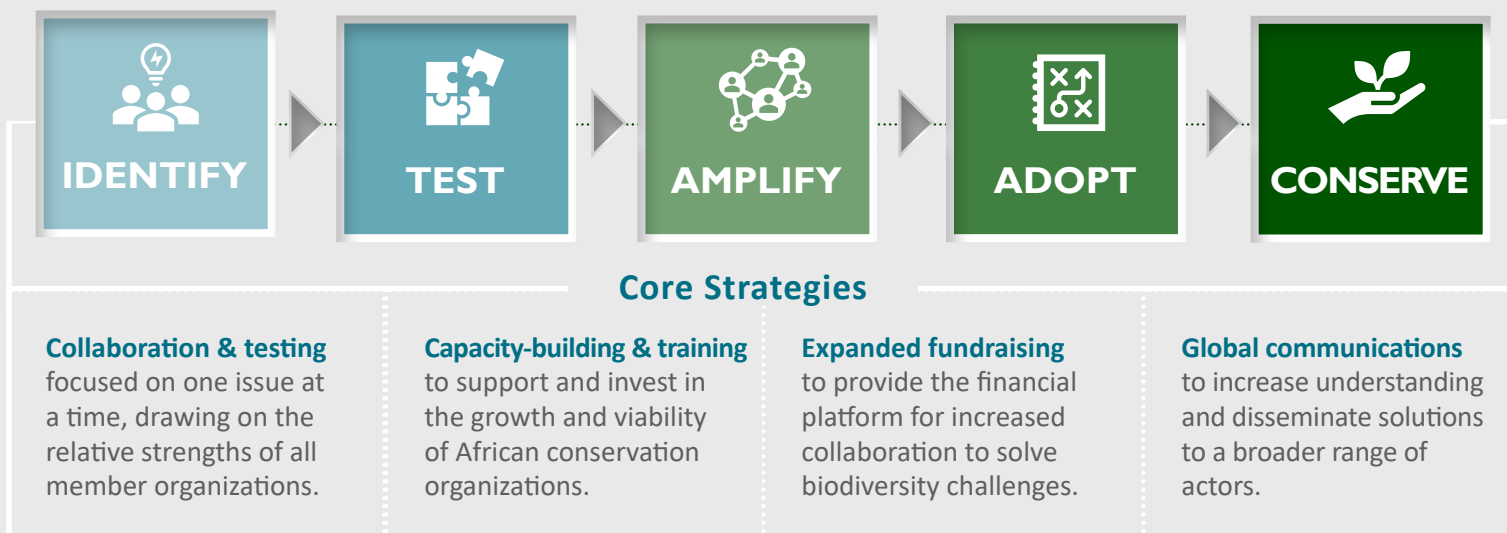 IDENTIFY
TEST
AMPLIFY
ADOPT
CONSERVE
Core Strategies
Collaboration & testing
focused on one issue at
a time, drawing on the
relative strengths of all
member organizations.
Capacity-building & training
to support and invest in
the growth and viability
of African conservation
organizations.
Expanded fundraising
to provide the financial
platform for increased
collaboration to solve
biodiversity challenges.
Global communications
to increase understanding
and disseminate solutions
to a broader range of
actors.